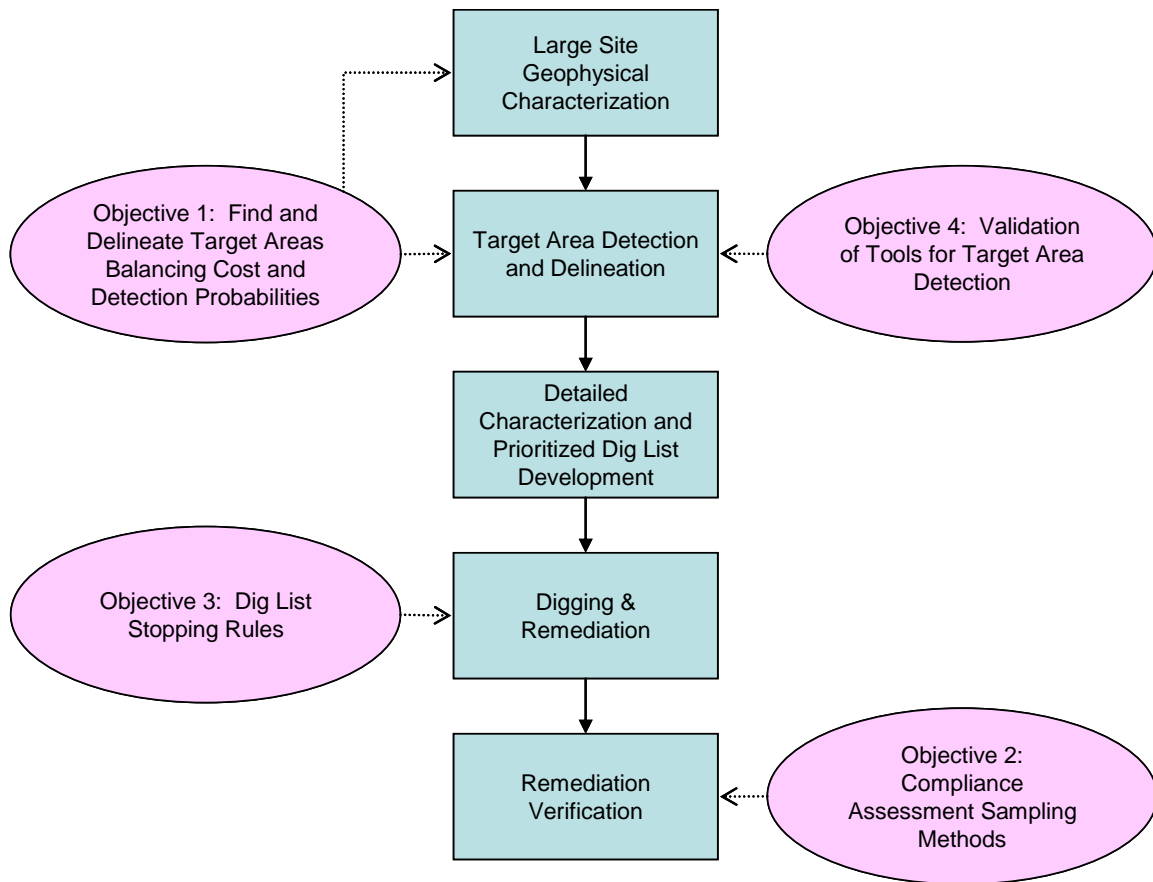 Large Site
Geophysical
Characterization
Objective 1:  Find and
Delineate Target Areas
Balancing Cost and
Detection Probabilities
Target Area Detection
and Delineation
Objective 4:  Validation
of Tools for Target Area
Detection
Detailed
Characterization and
Prioritized Dig List
Development
Objective 3:  Dig List
Stopping Rules
Digging &
Remediation
Remediation
Verification
Objective 2:
Compliance
Assessment Sampling
Methods